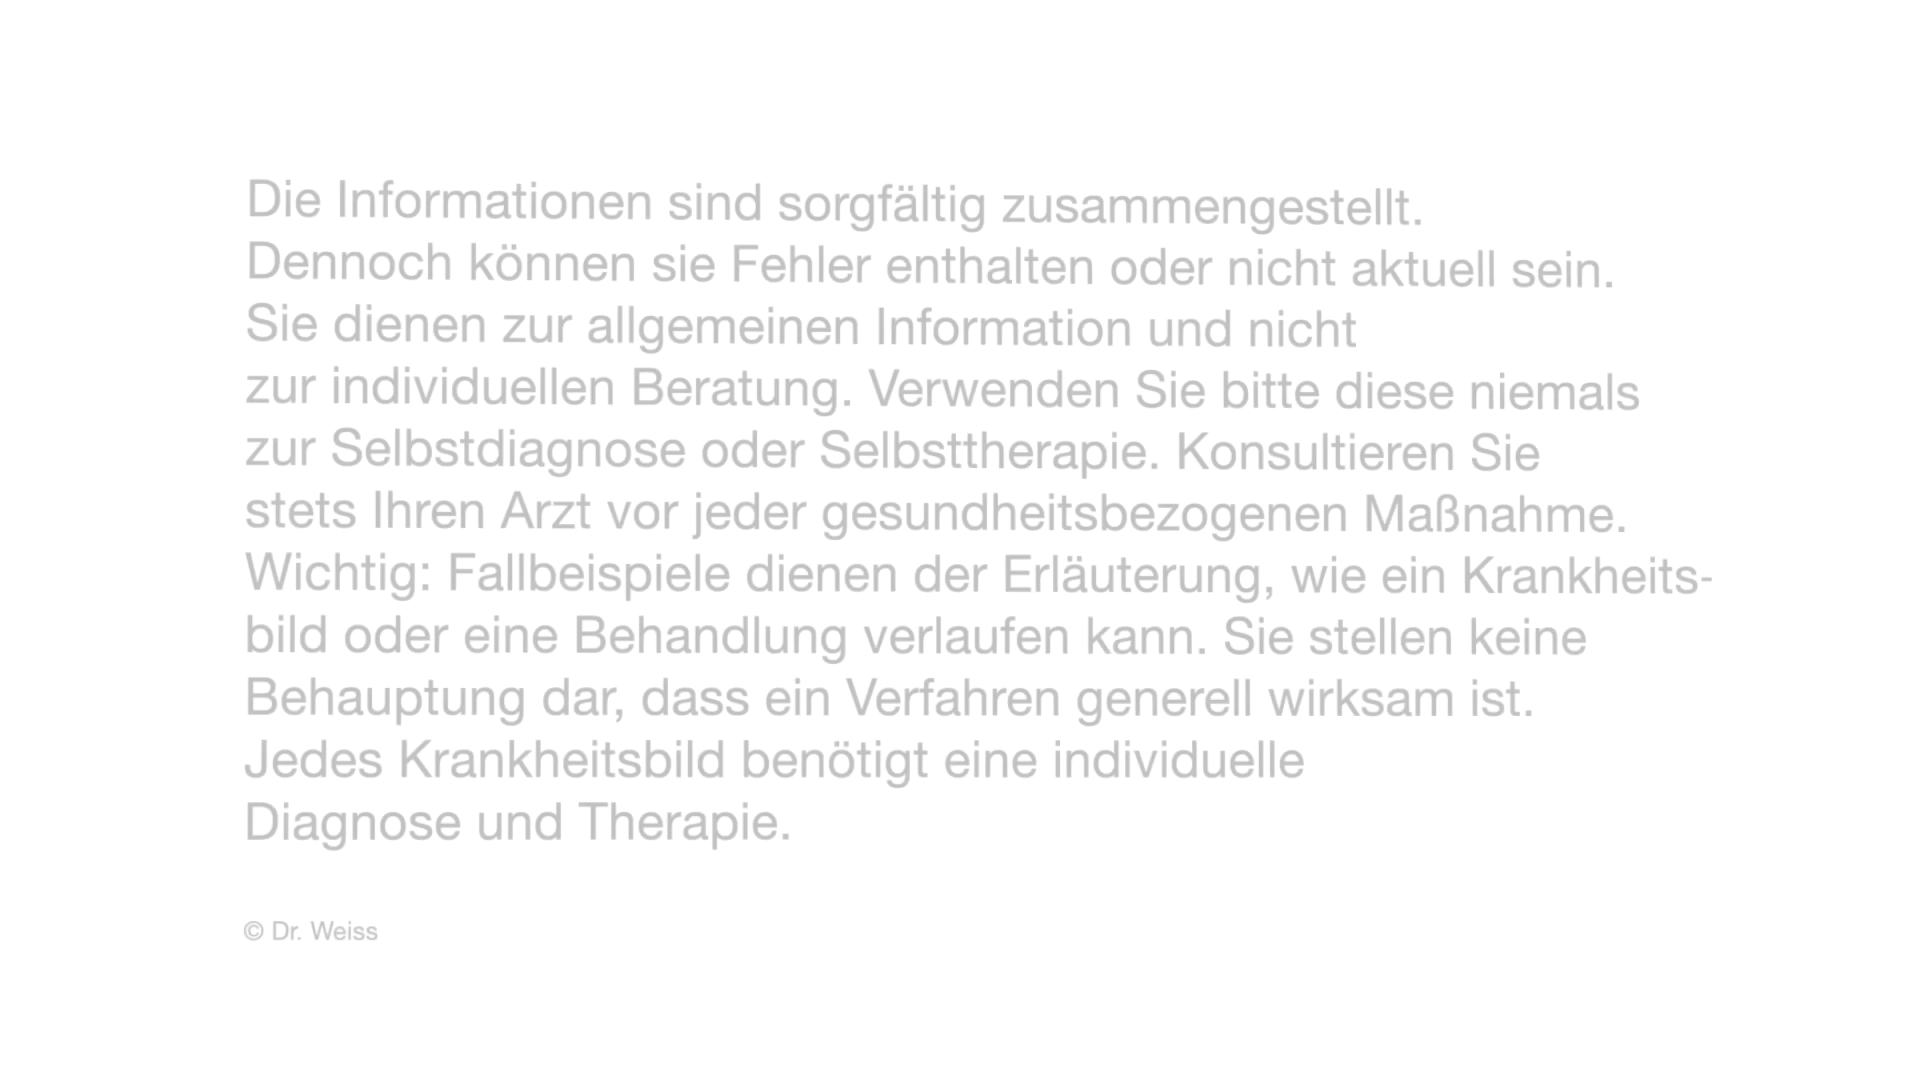 Die Informationen sind sorgfältig zusammengestellt.
Dennoch können sie Fehler enthalten oder nicht aktuell sein.
Sie dienen zur allgemeinen Information und nicht
zur individuellen Beratung. Verwenden Sie bitte diese niemals
zur Selbstdiagnose oder Selbsttherapie. Konsultieren Sie
stets Ihren Arzt vor jeder gesundheitsbezogenen Maßnahme.
Wichtig: Fallbeispiele dienen der Erläuterung, wie ein Krankheits-
bild oder eine Behandlung verlaufen kann. Sie stellen keine
Behauptung dar, dass ein Verfahren generell wirksam ist.
Jedes Krankheitsbild benötigt eine individuelle
Diagnose und Therapie.
© Dr. Weiss